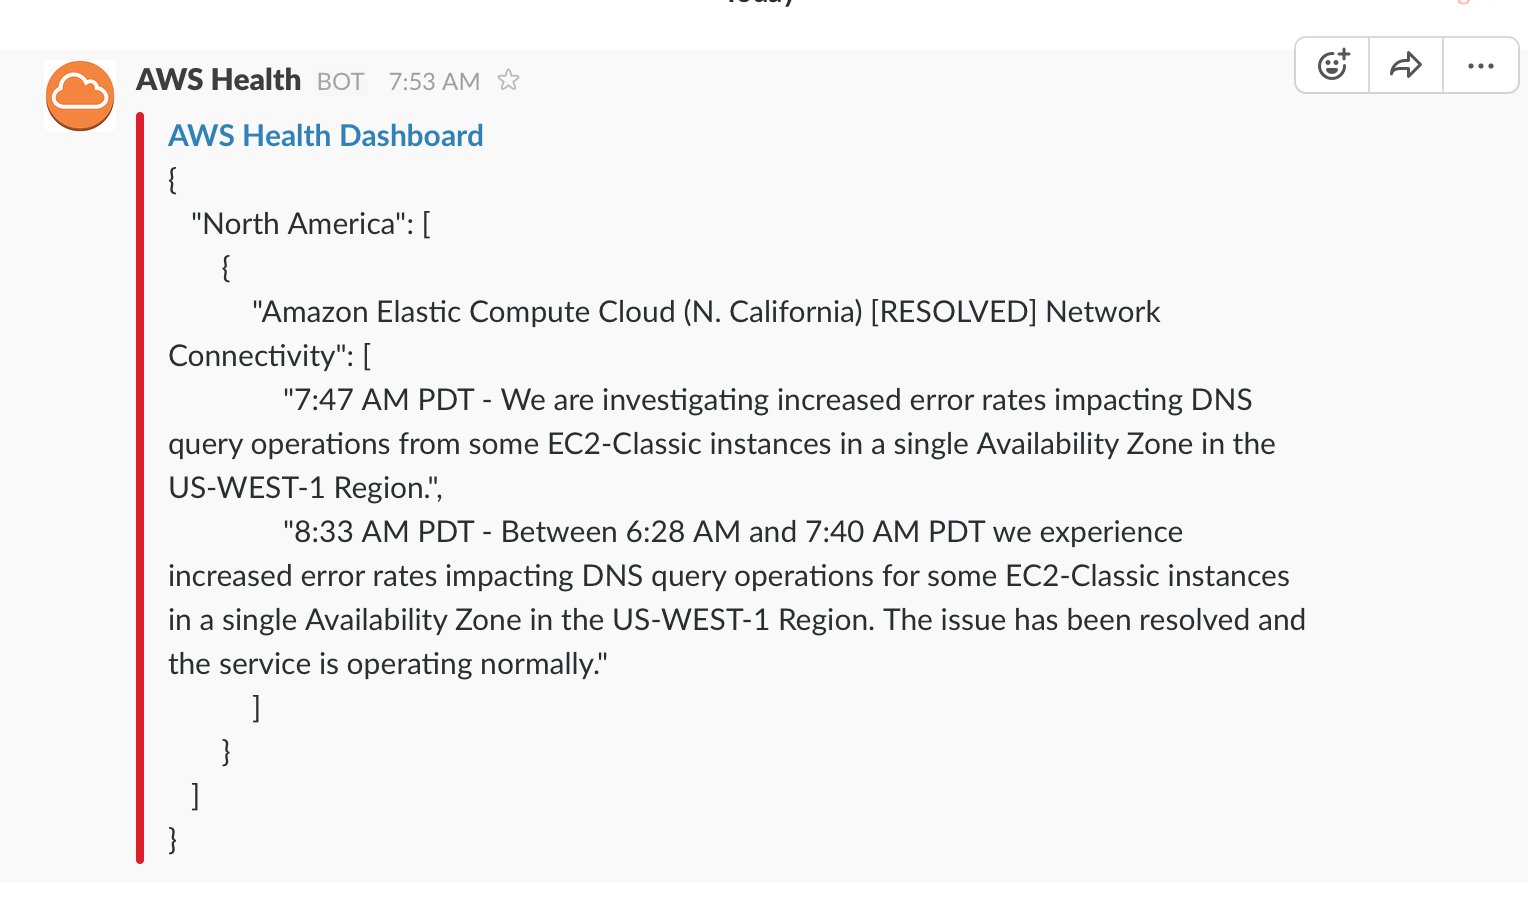 Today
AWS Health BOT 7:53 AM
AWS Health Dashboard
{
"North America": [
{
"Amazon Elastic Compute Cloud (N. California) [RESOLVED] Network
Connectivity": [
"7:47 AM PDT - We are investigating increased error rates impacting DNS
query operations from some EC2-Classic instances in a single Availability Zone in the
US-WEST-1 Region.",
"8:33 AM PDT - Between 6:28 AM and 7:40 AM PDT we experience
increased error rates impacting DNS query operations for some EC2-Classic instances
in a single Availability Zone in the US-WEST-1 Region. The issue has been resolved and
the service is operating normally."
]
}
]
}